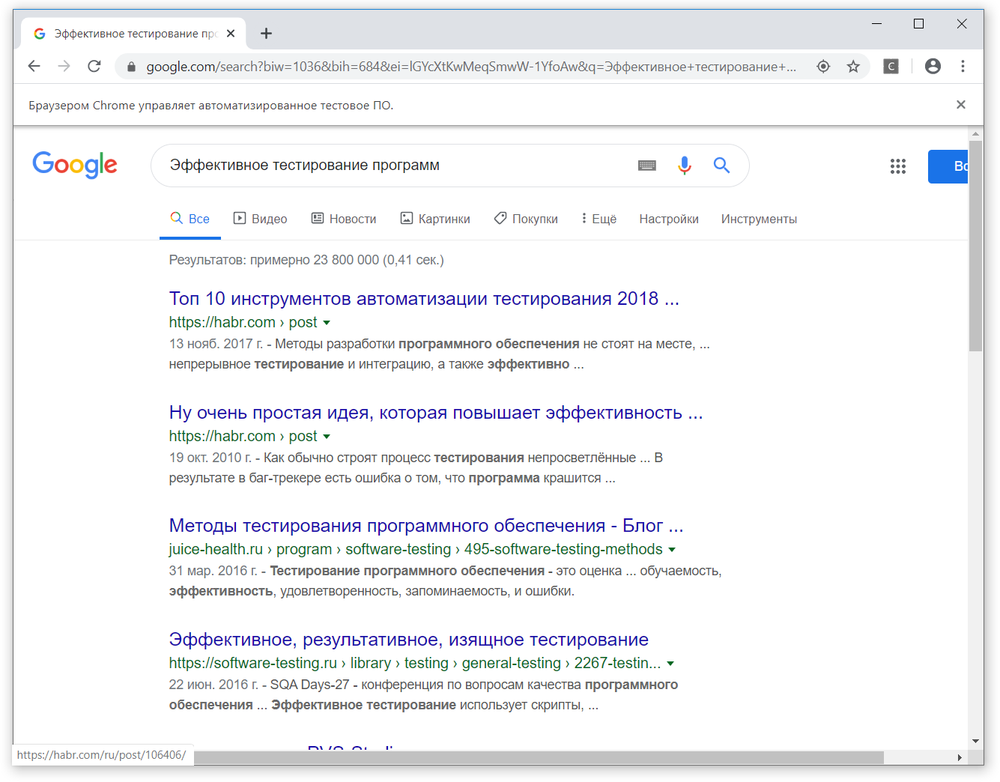 Эффективное тестирование про
google.com/search?biw=1036&bih=684&ei=lGYcXtKwMeqSmwW-1YfoAw&q=Эффективное+тестирование+...
C
Браузером Chrome управляет автоматизированное тестовое ПО.
Google
Эффективное тестирование программ
Во
Все Видео Новости Картинки Покупки Ещё Настройки Инструменты
Результатов: примерно 23 800 000 (0,41 сек.)
Топ 10 инструментов автоматизации тестирования 2018 ...
https://habr.com › post
13 нояб. 2017 г. - Методы разработки программного обеспечения не стоят на месте, ...
непрерывное тестирование и интеграцию, а также эффективно ...
Ну очень простая идея, которая повышает эффективность ...
https://habr.com › post
19 окт. 2010 г. - Как обычно строят процесс тестирования непросветлённые ... В
результате в баг-трекере есть ошибка о том, что программа крашится ...
Методы тестирования программного обеспечения - Блог ...
juice-health.ru › program › software-testing › 495-software-testing-methods
31 мар. 2016 г. - Тестирование программного обеспечения - это оценка ... обучаемость,
эффективность, удовлетворенность, запоминаемость, и ошибки.
Эффективное, результативное, изящное тестирование
https://software-testing.ru › library › testing › general-testing › 2267-testin...
22 июн. 2016 г. - SQA Days-27 - конференция по вопросам качества программного
обеспечения ... Эффективное тестирование использует скрипты, ...
https://habr.com/ru/post/106406/